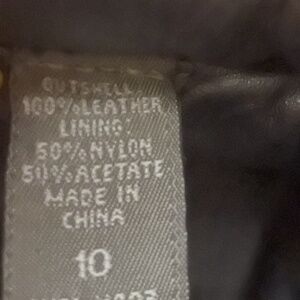 OUTSHELL
100%LEATHER
LINING:
50%NYLON
50%ACETATE
MADE IN
CHINA
10